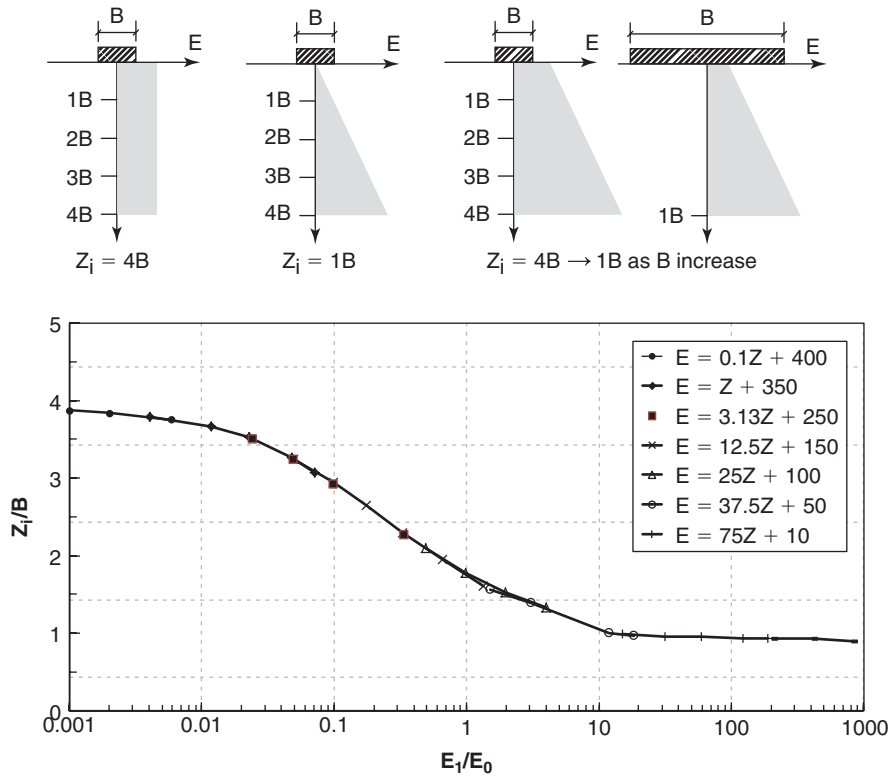 B B B B
E E E E
1B 1B 1B
2B 2B 2B
3B 3B 3B
4B 4B 4B 1B
Zi = 4B Zi = 1B Zi = 4B → 1B as B increase
5
4
3
2
1
0
Zi/B
E = 0.1Z + 400
E = Z + 350
E = 3.13Z + 250
E = 12.5Z + 150
E = 25Z + 100
E = 37.5Z + 50
E = 75Z + 10
0.001 0.01 0.1 1 10 100 1000
E1/E0